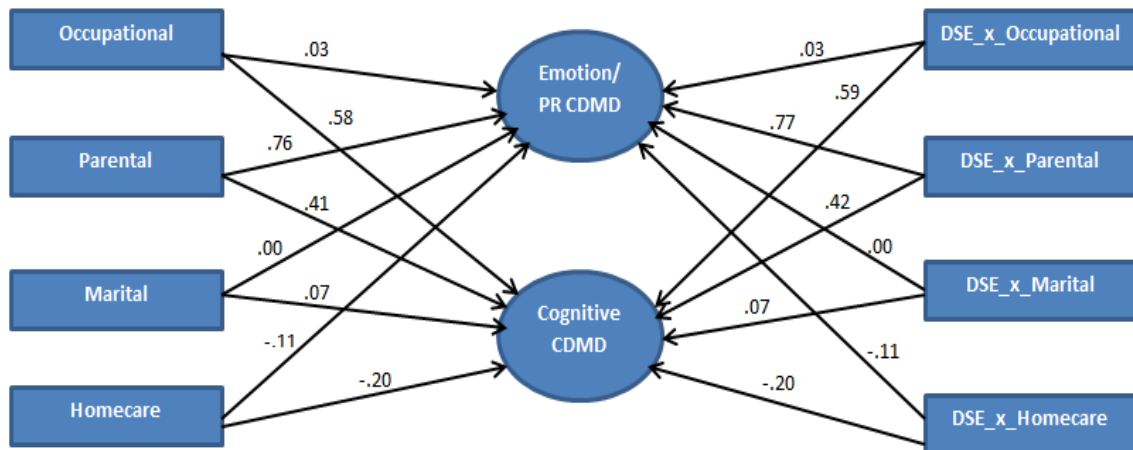 Occupational
DSE_x_Occupational
.03
.03
Emotion/
PR CDMD
.58
.59
Parental
.76
.77
DSE_x_Parental
.41
.42
.00
.00
Marital
DSE_x_Marital
.07
.07
Cognitive
CDMD
-.11
-.11
-.20
-.20
Homecare
DSE_x_Homecare